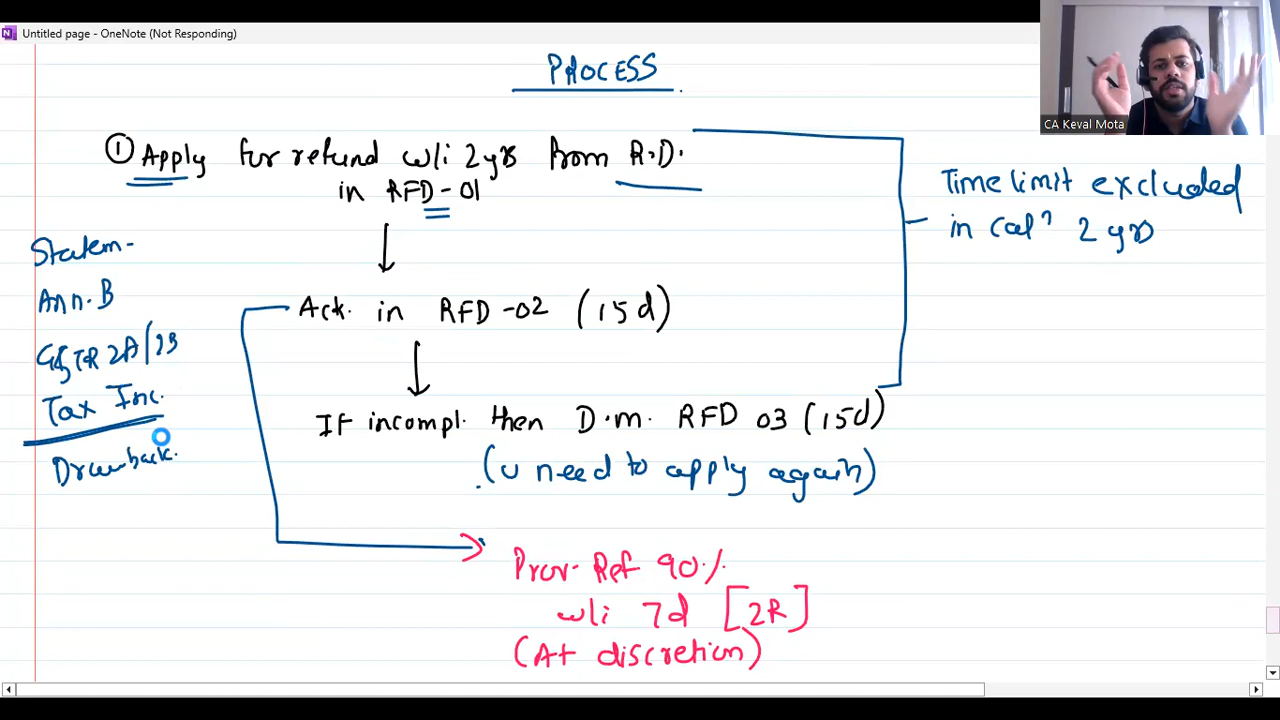 Untitled page - OneNote (Not Responding)
CA Keval Mota
PROCESS
① Apply for refund w/i 2 yrs from R.D.
in RFD-01
Time limit excluded
in Calⁿ 2 yrs
Statem-
Ann. B
GSTR 2A/2B
Tax Inc.
Drawback.
Ack. in RFD-02 (15d)
If incompl. then D.M. RFD 03 (15d)
(U need to apply again)
Prov. Ref 90%
w/i 7d [2R]
(At discretion)